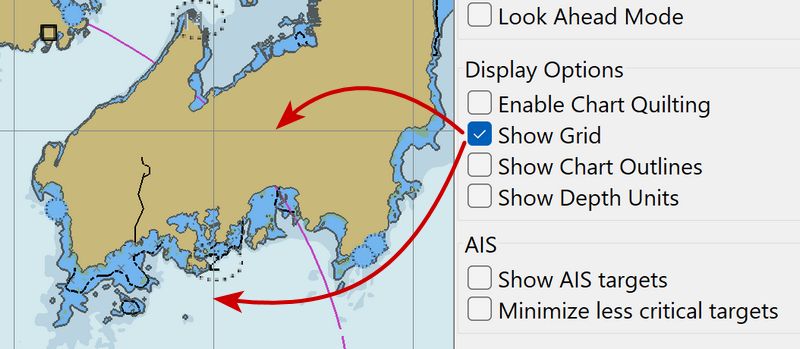 Look Ahead Mode
Display Options
Enable Chart Quilting
Show Grid
Show Chart Outlines
Show Depth Units
AIS
Show AIS targets
Minimize less critical targets